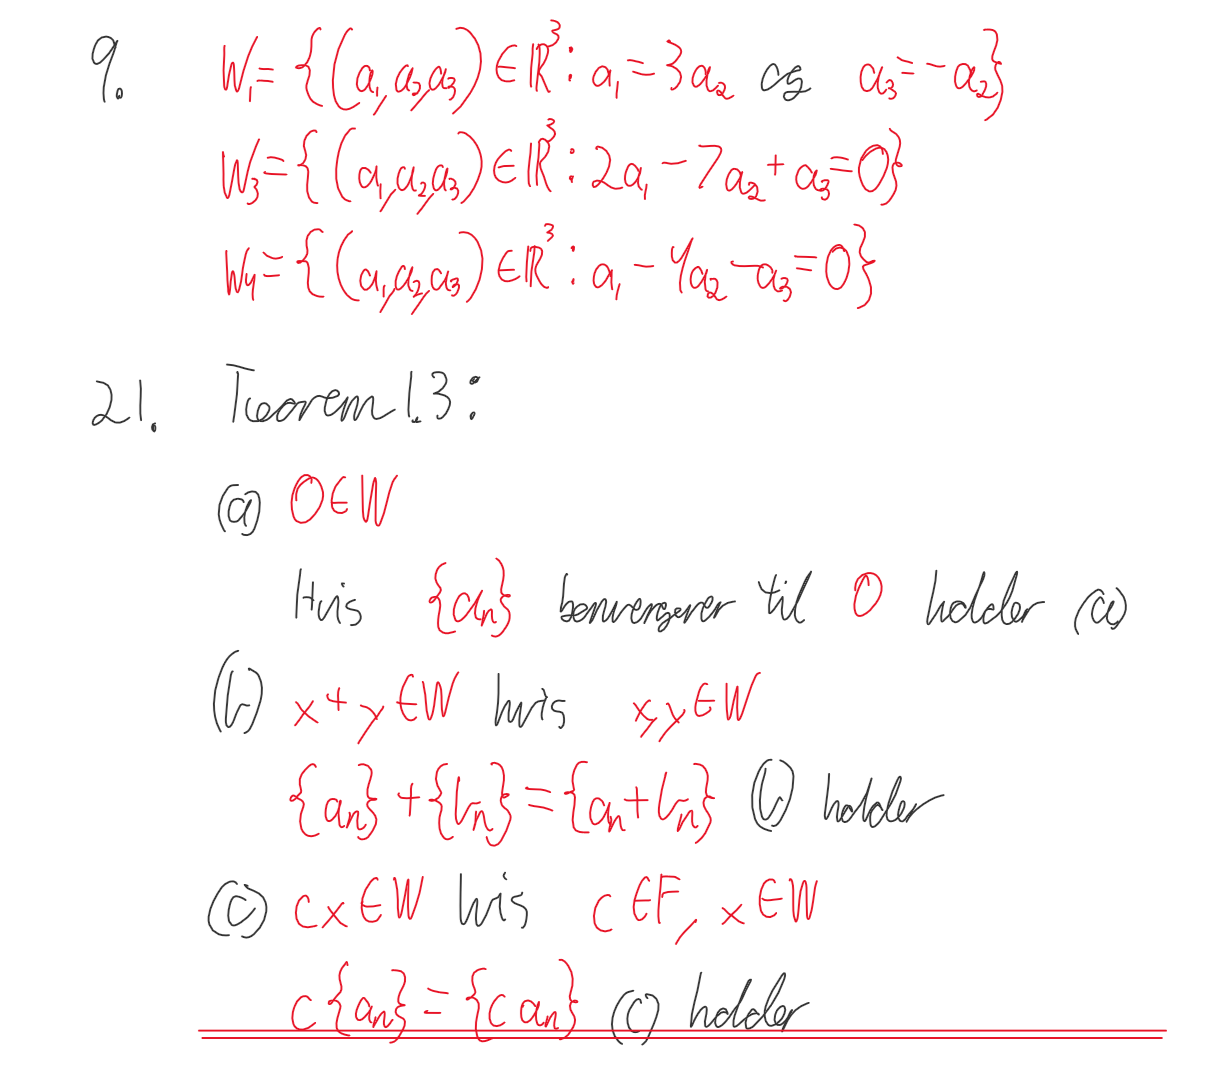 9. W₁= {(a₁,a₂,a₃) ∈ ℝ³: a₁=3a₂ og a₃=-a₂}
W₃={(a₁,a₂,a₃) ∈ ℝ³: 2a₁-7a₂+a₃=0}
W₄={(a₁,a₂,a₃) ∈ ℝ³: a₁-4a₂-a₃=0}
21. Teorem 1.3:
(a) 0∈W
Hvis {aₙ} konvergerer til 0 holder (a)
(b) x+y∈W hvis x,y∈W
{aₙ}+{bₙ}={aₙ+bₙ} (b) holder
(c) cx∈W hvis c∈F, x∈W
c{aₙ}={caₙ} (c) holder